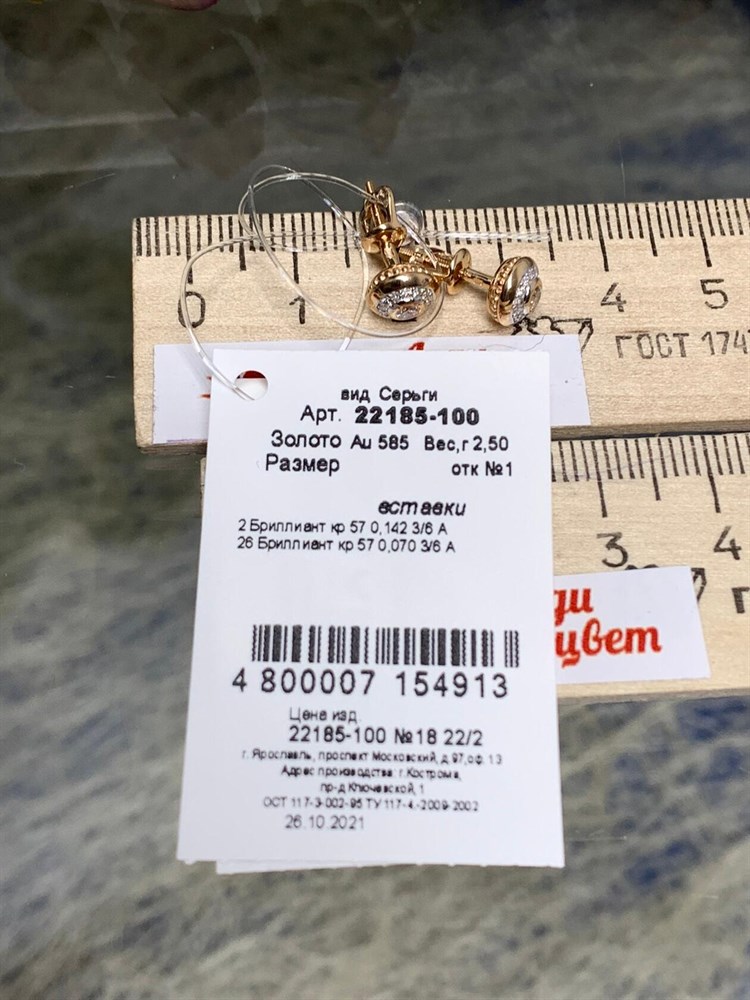 0 1 4 5
ГОСТ 174
вид Серьги
Арт. 22185-100
Золото Au 585 Вес,г 2,50
Размер отк №1
вставки
2 Бриллиант кр 57 0,142 3/6 А
26 Бриллиант кр 57 0,070 3/6 А
3 4
ди
цвет
4 800007 154913
Цена изд.
22185-100 №18 22/2
г. Ярославль, проспект Московский, д 97, оф. 13
Адрес производства: г.Кострома,
пр-д Ключевской, 1
ОСТ 117-3-002-95 ТУ 117-4.-2009-2002
26.10.2021